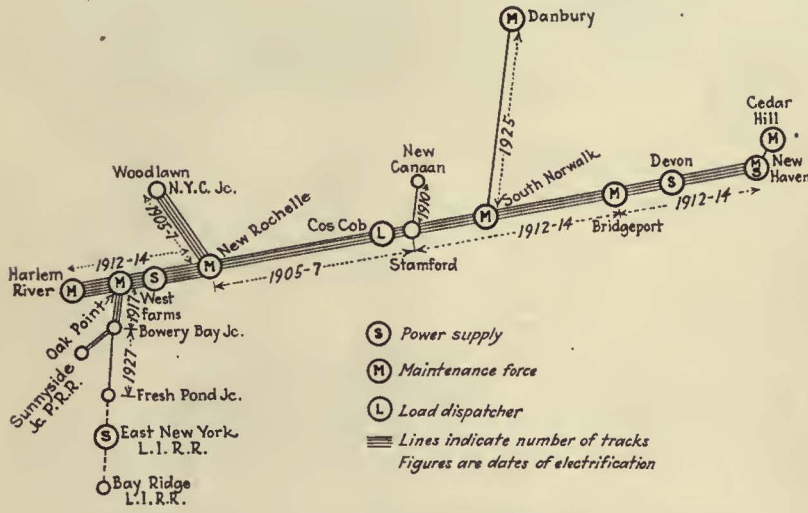 Danbury
Cedar
Hill
New
Haven
M
S
1925
New
Canaan
Devon
Woodlawn
N.Y.C. Jc.
1905-7
1910
South Norwalk
New Rochelle
Cos Cob
L
1912-14
Bridgeport
1912-14
Stamford
1905-7
1912-14
Harlem
River
West
Farms
Oak Point
1917
Bowery Bay Jc.
Sunnyside
Jc. P.R.R.
1927
Fresh Pond Jc.
East New York
L.I.R.R.
Bay Ridge
L.I.R.R.
S Power supply
M Maintenance force
L Load dispatcher
Lines indicate number of tracks
Figures are dates of electrification